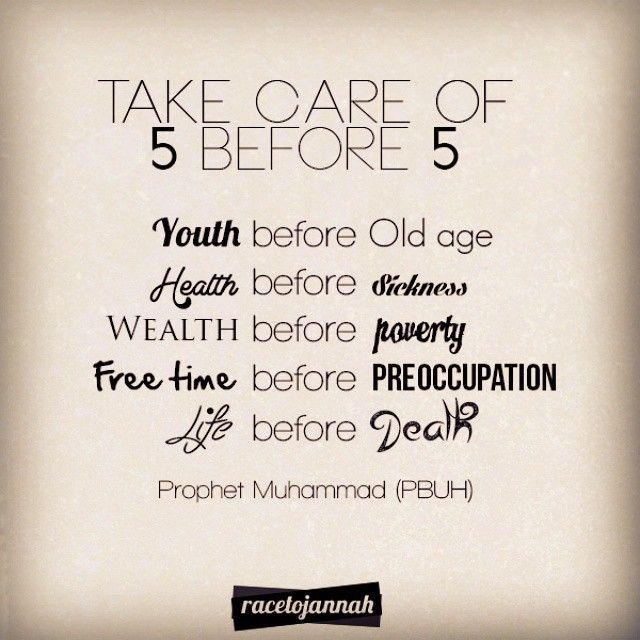 TAKE CARE OF
5 BEFORE 5
Youth before Old age
Health before Sickness
WEALTH before poverty
Free time before PREOCCUPATION
Life before Death
Prophet Muhammad (PBUH)
racetojannah